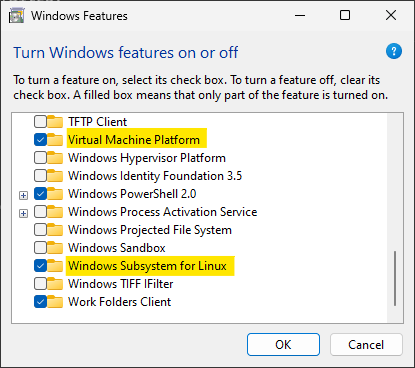 Windows Features
Turn Windows features on or off
To turn a feature on, select its check box. To turn a feature off, clear its
check box. A filled box means that only part of the feature is turned on.
TFTP Client
Virtual Machine Platform
Windows Hypervisor Platform
Windows Identity Foundation 3.5
Windows PowerShell 2.0
Windows Process Activation Service
Windows Projected File System
Windows Sandbox
Windows Subsystem for Linux
Windows TIFF IFilter
Work Folders Client
OK Cancel